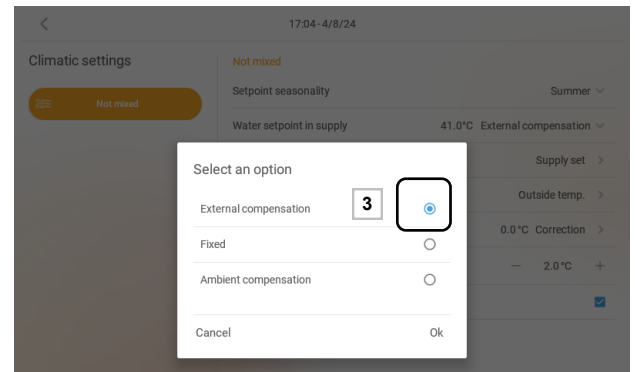 17:04-4/8/24
Climatic settings
Not mixed
Not mixed
Setpoint seasonality Summer
Water setpoint in supply 41.0°C External compensation
Supply set
Outside temp.
0.0°C Correction
— 2.0°C +
Select an option
External compensation 3
Fixed
Ambient compensation
Cancel Ok